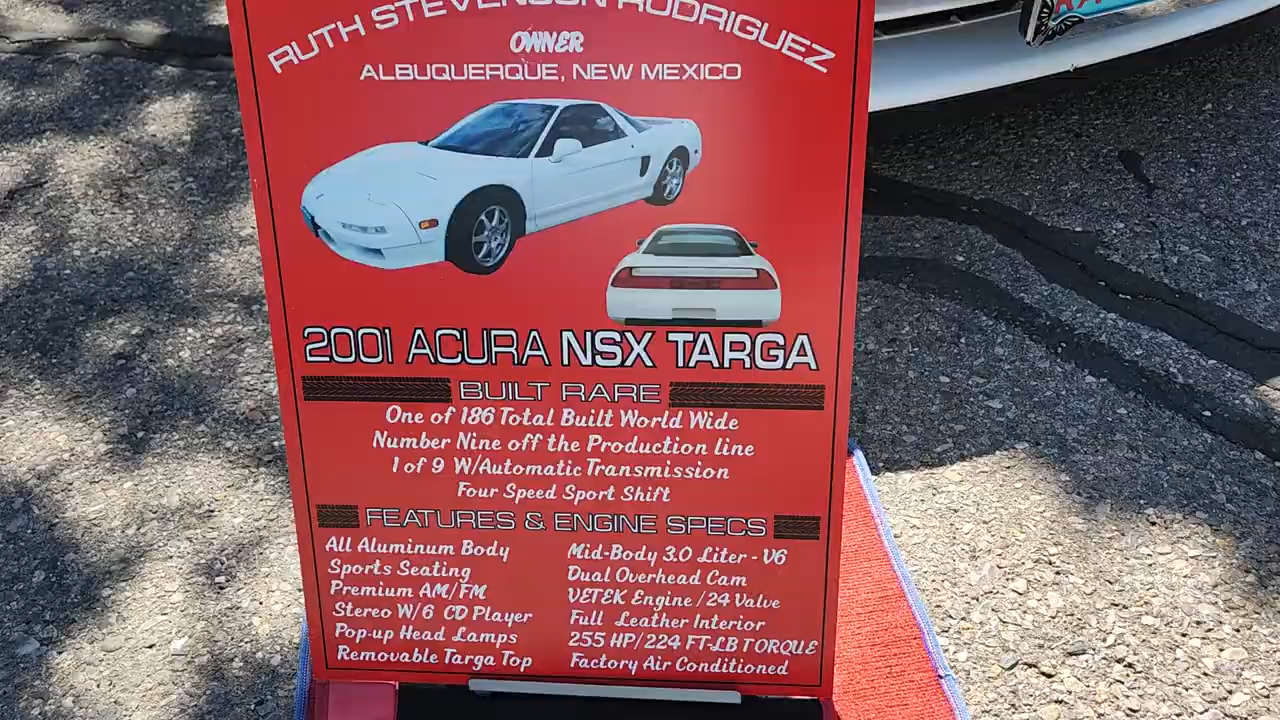 RUTH STEVENSON RODRIGUEZ
OWNER
ALBUQUERQUE, NEW MEXICO
2001 ACURA NSX TARGA
BUILT RARE
One of 186 Total Built World Wide
Number Nine off the Production line
1 of 9 W/Automatic Transmission
Four Speed Sport Shift
FEATURES & ENGINE SPECS
All Aluminum Body
Sports Seating
Premium AM/FM
Stereo W/6 CD Player
Pop-up Head Lamps
Removable Targa Top
Mid-Body 3.0 Liter - V6
Dual Overhead Cam
VETEK Engine / 24 Valve
Full Leather Interior
255 HP/224 FT-LB TORQUE
Factory Air Conditioned